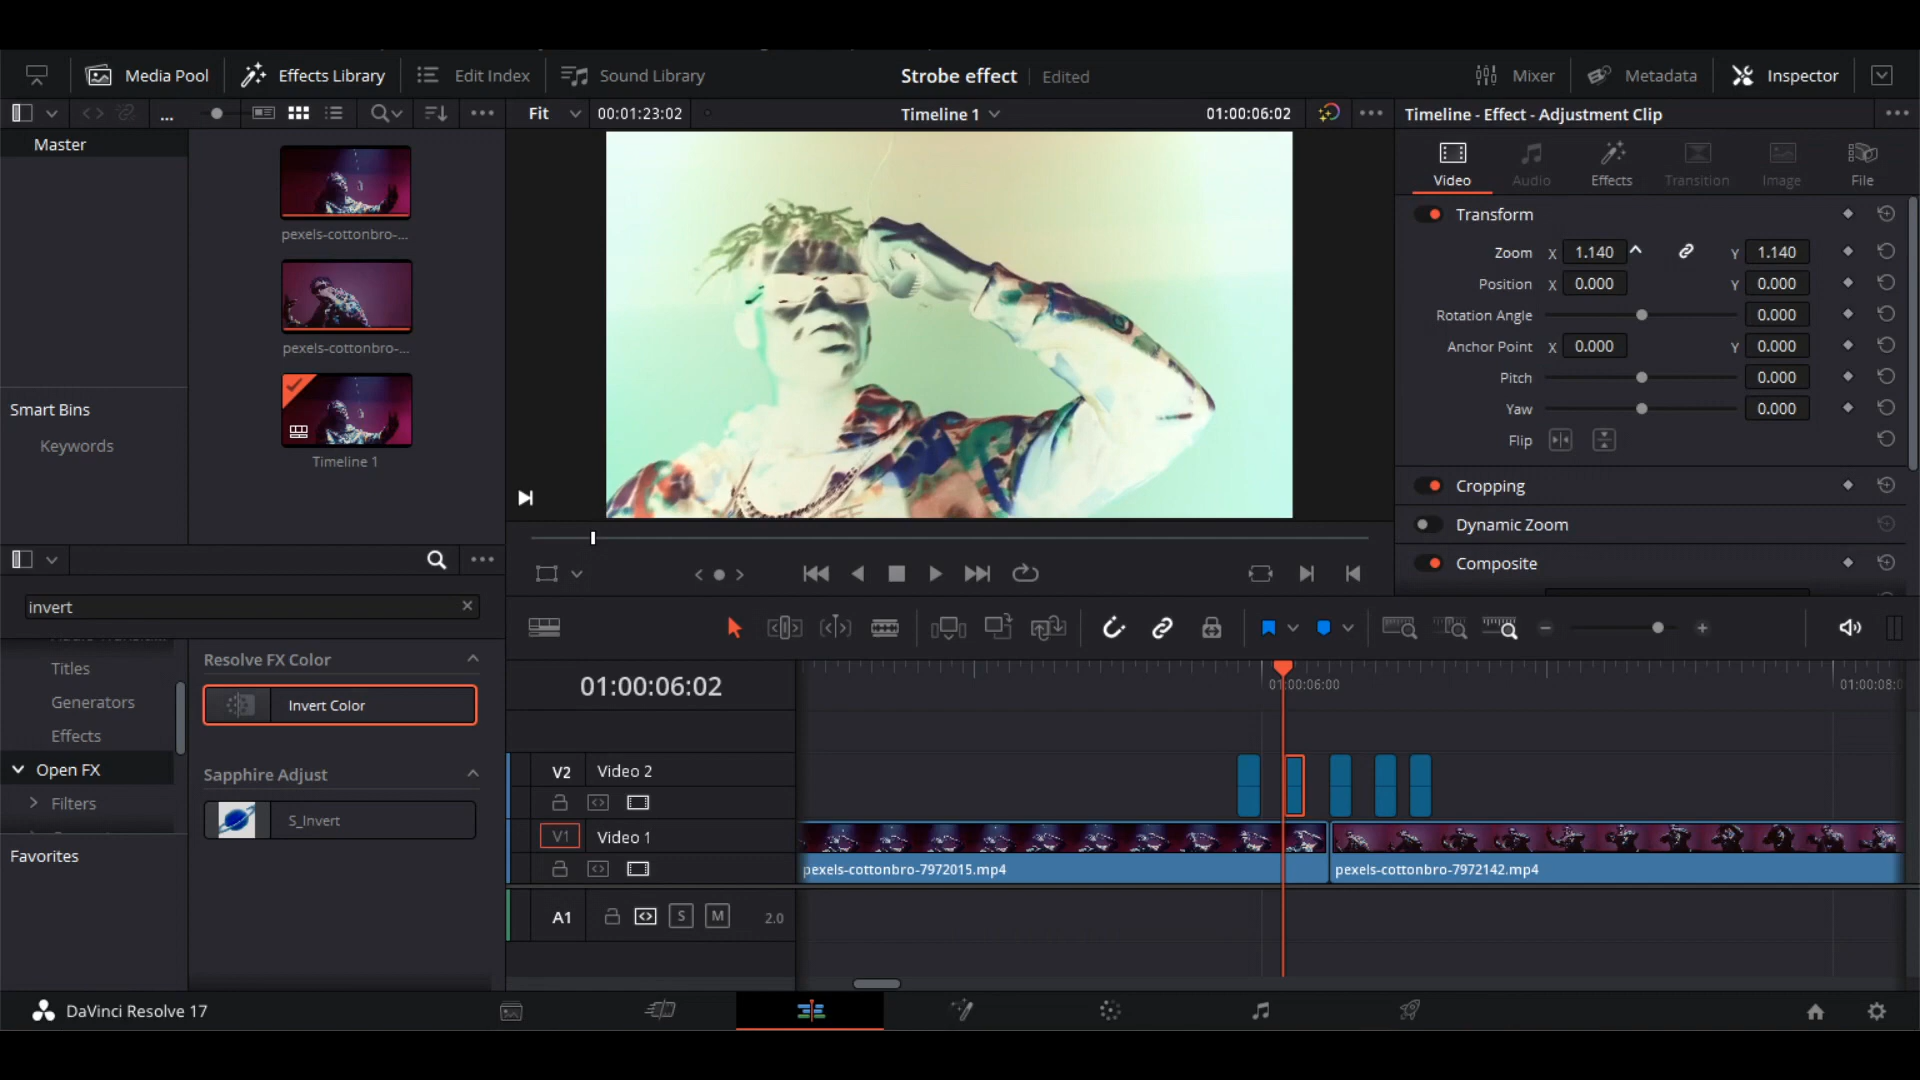 Media Pool
Effects Library
Edit Index
Sound Library
Strobe effect
Edited
Mixer
Metadata
Inspector
...
Fit
00:01:23:02
Timeline 1
01:00:06:02
Timeline - Effect - Adjustment Clip
Master
Video
Audio
Effects
Transition
Image
File
pexels-cottonbro-...
pexels-cottonbro-...
Timeline 1
Smart Bins
Keywords
Transform
Zoom X 1.140 Y 1.140
Position X 0.000 Y 0.000
Rotation Angle 0.000
Anchor Point X 0.000 Y 0.000
Pitch 0.000
Yaw 0.000
Flip
Cropping
Dynamic Zoom
Composite
invert
Titles
Generators
Effects
Open FX
Filters
Favorites
Resolve FX Color
Invert Color
Sapphire Adjust
S_Invert
01:00:06:02
01:00:06:00
01:00:08:0
V2 Video 2
V1 Video 1
pexels-cottonbro-7972015.mp4
pexels-cottonbro-7972142.mp4
A1 S M 2.0
DaVinci Resolve 17